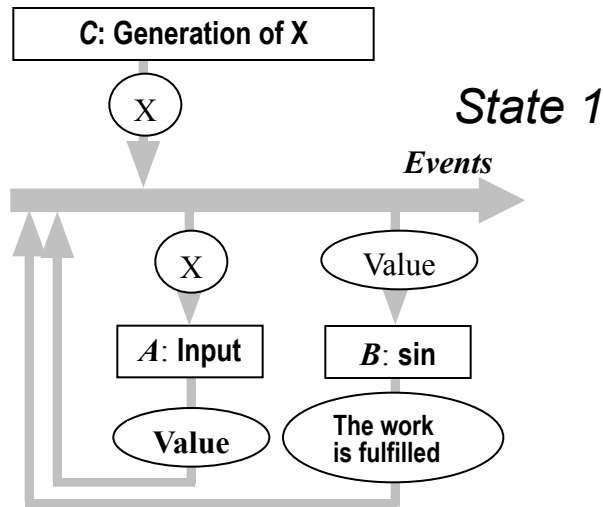 C: Generation of X
X
State 1
Events
X
Value
A: Input
B: sin
Value
The work
is fulfilled